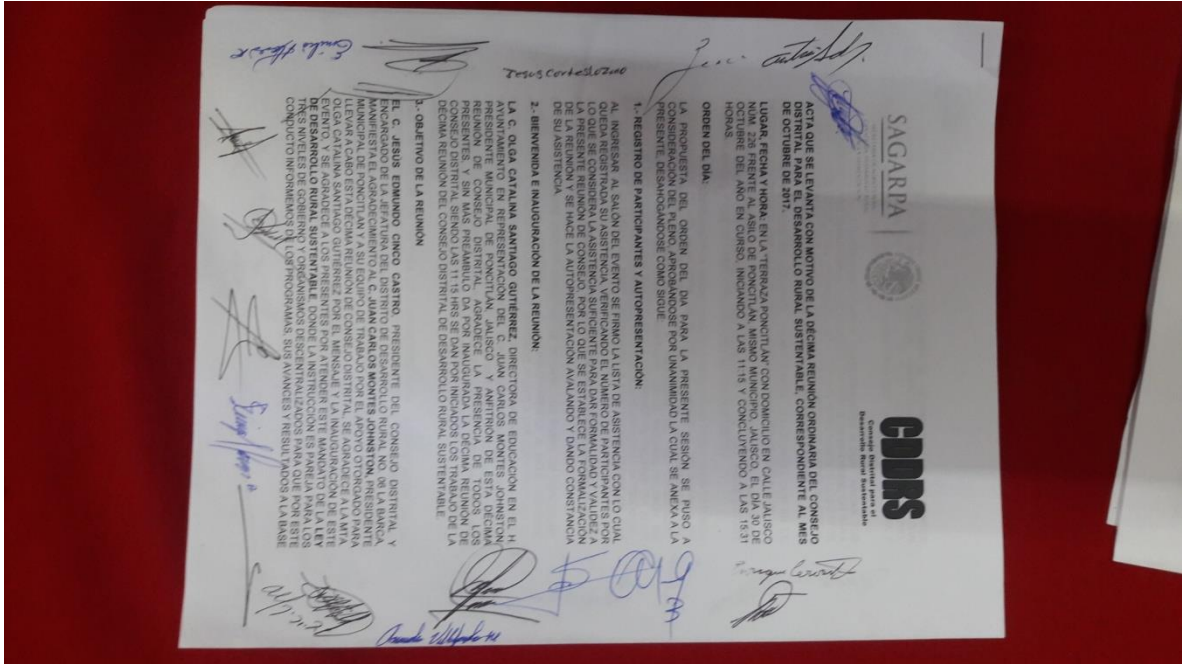 SAGARPA
CDDRS
Consejo Distrital para el
Desarrollo Rural Sustentable
ACTA QUE SE LEVANTA CON MOTIVO DE LA DÉCIMA REUNIÓN ORDINARIA DEL CONSEJO
DISTRITAL PARA EL DESARROLLO RURAL SUSTENTABLE, CORRESPONDIENTE AL MES
DE OCTUBRE DE 2017.
LUGAR, FECHA Y HORA: EN LA "TERRAZA PONCITLÁN" CON DOMICILIO EN CALLE JALISCO
NÚM 226 FRENTE AL ASILO DE PONCITLÁN, MISMO MUNICIPIO, JALISCO, EL DÍA 30 DE
OCTUBRE DEL AÑO EN CURSO, INICIANDO A LAS 11:15 Y CONCLUYENDO A LAS 15:31
HORAS
ORDEN DEL DÍA:
LA PROPUESTA DEL ORDEN DEL DIA PARA LA PRESENTE SESIÓN SE PUSO A
CONSIDERACIÓN DEL PLENO, APROBÁNDOSE POR UNANIMIDAD LA CUAL SE ANEXA A LA
PRESENTE, DESAHOGÁNDOSE COMO SIGUE
1.- REGISTRO DE PARTICIPANTES Y AUTOPRESENTACIÓN:
AL INGRESAR AL SALÓN DEL EVENTO SE FIRMO LA LISTA DE ASISTENCIA CON LO CUAL
QUEDA REGISTRADA SU ASISTENCIA, VERIFICANDO EL NÚMERO DE PARTICIPANTES POR
LO QUE SE CONSIDERA LA ASISTENCIA SUFICIENTE PARA DAR FORMALIDAD Y VALIDEZ A
LA PRESENTE REUNIÓN DE CONSEJO, POR LO QUE SE ESTABLECE LA FORMALIZACIÓN
DE LA REUNIÓN Y SE HACE LA AUTOPRESENTACIÓN AVALANDO Y DANDO CONSTANCIA
DE SU ASISTENCIA
Jesus Cortes Lozano
2.- BIENVENIDA E INAUGURACIÓN DE LA REUNIÓN:
LA C. OLGA CATALINA SANTIAGO GUTIÉRREZ, DIRECTORA DE EDUCACIÓN EN EL H
AYUNTAMIENTO EN REPRESENTACIÓN DEL C. JUAN CARLOS MONTES JOHNSTON
PRESIDENTE MUNICIPAL DE PONCITLÁN, JALISCO Y ANFITRIÓN DE ESTA DÉCIMA
REUNIÓN DE CONSEJO DISTRITAL, AGRADECE LA PRESENCIA DE TODOS LOS
PRESENTES, Y SIN MÁS PREÁMBULO DA POR INAUGURADA LA DÉCIMA REUNIÓN DE
CONSEJO DISTRITAL SIENDO LAS 11:15 HRS SE DAN POR INICIADOS LOS TRABAJO DE LA
DÉCIMA REUNIÓN DEL CONSEJO DISTRITAL DE DESARROLLO RURAL SUSTENTABLE.
3.- OBJETIVO DE LA REUNIÓN
EL C. JESÚS EDMUNDO CINCO CASTRO, PRESIDENTE DEL CONSEJO DISTRITAL Y
ENCARGADO DE LA JEFATURA DEL DISTRITO DE DESARROLLO RURAL NO. 06 LA BARCA,
MANIFIESTA EL AGRADECIMIENTO AL C. JUAN CARLOS MONTES JOHNSTON, PRESIDENTE
MUNICIPAL DE PONCITLÁN Y A SU EQUIPO DE TRABAJO POR EL APOYO OTORGADO PARA
LLEVAR A CABO ESTA DÉCIMA REUNIÓN DE CONSEJO DISTRITAL, SE AGRADECE A LA MTA
OLGA CATALINA SANTIAGO GUTIÉRREZ POR EL MENSAJE Y LA INAUGURACIÓN DE ESTE
EVENTO, Y SE AGRADECE A LOS PRESENTES POR ATENDER ESTE MANDATO DE LA LEY
DE DESARROLLO RURAL SUSTENTABLE, DONDE LA INSTRUCCIÓN ES PAREJA PARA LOS
TRES NIVELES DE GOBIERNO Y ORGANISMOS DESCENTRALIZADOS PARA QUE POR ESTE
CONDUCTO INFORMEMOS DE LOS PROGRAMAS, SUS AVANCES Y RESULTADOS A LA BASE